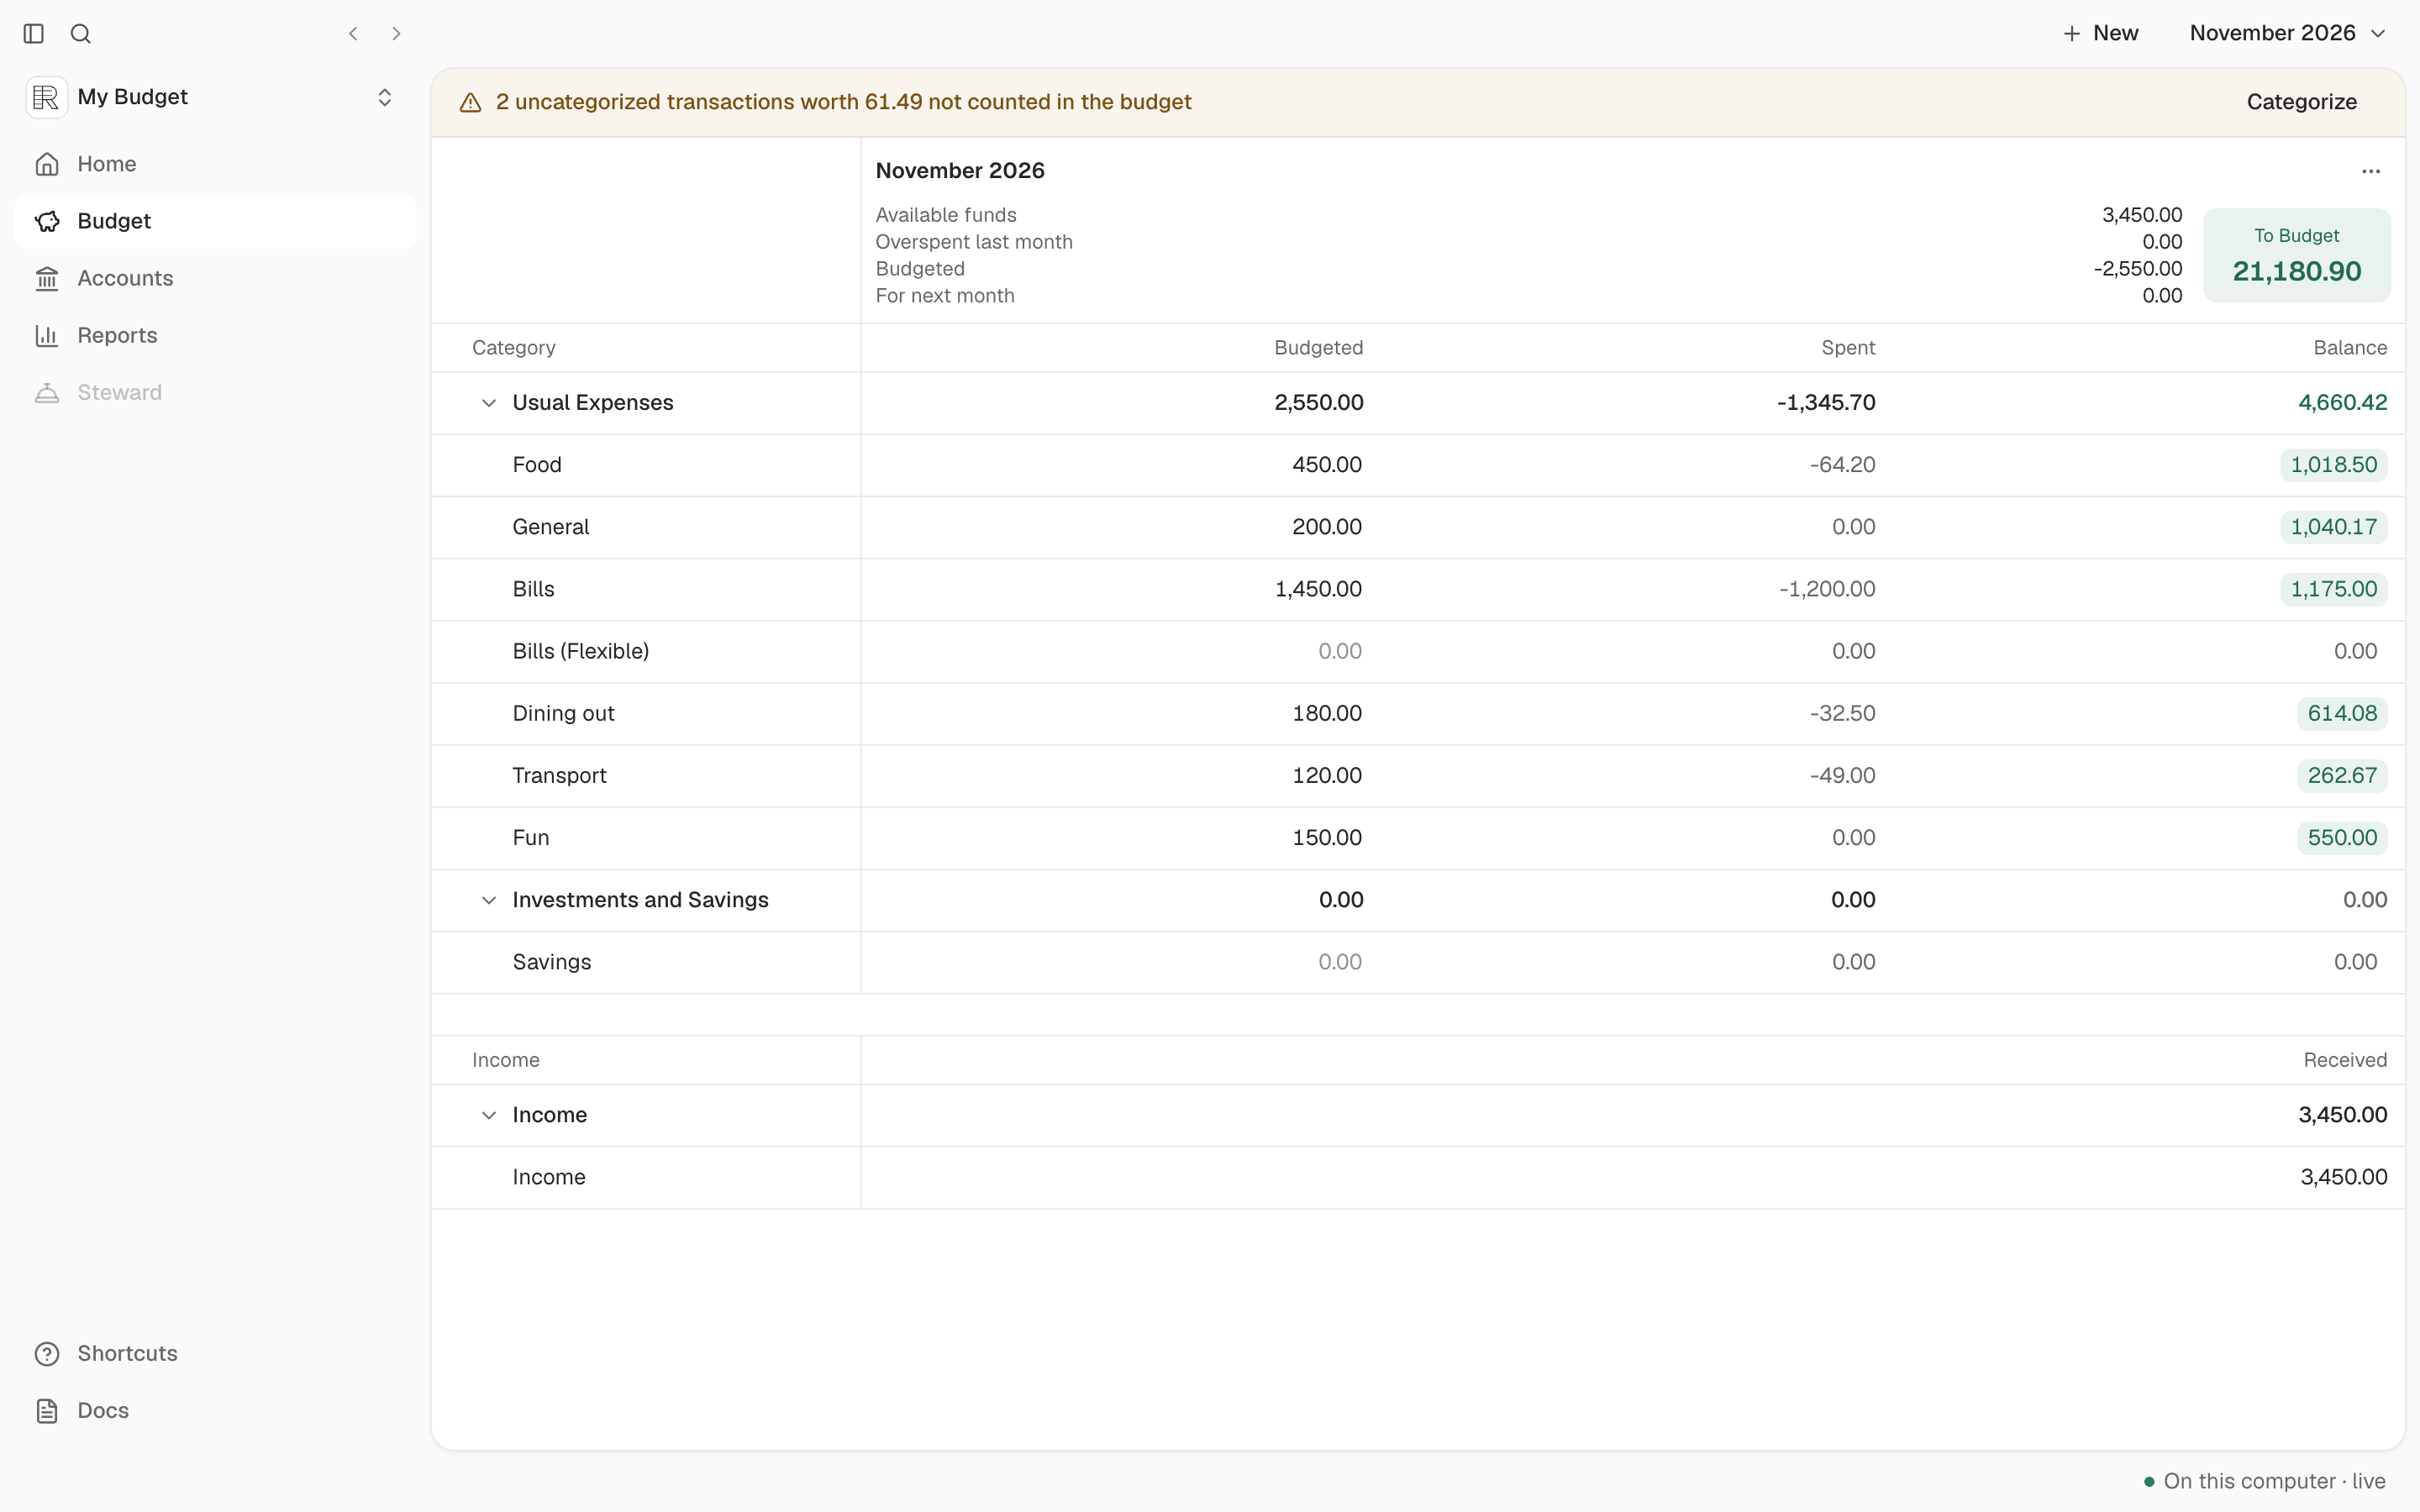 New
November 2026
My Budget
Home
Budget
Accounts
Reports
Steward
Shortcuts
Docs
2 uncategorized transactions worth 61.49 not counted in the budget
Categorize
November 2026
Available funds 3,450.00
Overspent last month 0.00
Budgeted -2,550.00
For next month 0.00
To Budget
21,180.90
Category Budgeted Spent Balance
Usual Expenses 2,550.00 -1,345.70 4,660.42
Food 450.00 -64.20 1,018.50
General 200.00 0.00 1,040.17
Bills 1,450.00 -1,200.00 1,175.00
Bills (Flexible) 0.00 0.00 0.00
Dining out 180.00 -32.50 614.08
Transport 120.00 -49.00 262.67
Fun 150.00 0.00 550.00
Investments and Savings 0.00 0.00 0.00
Savings 0.00 0.00 0.00
Income Received
Income 3,450.00
Income 3,450.00
On this computer · live